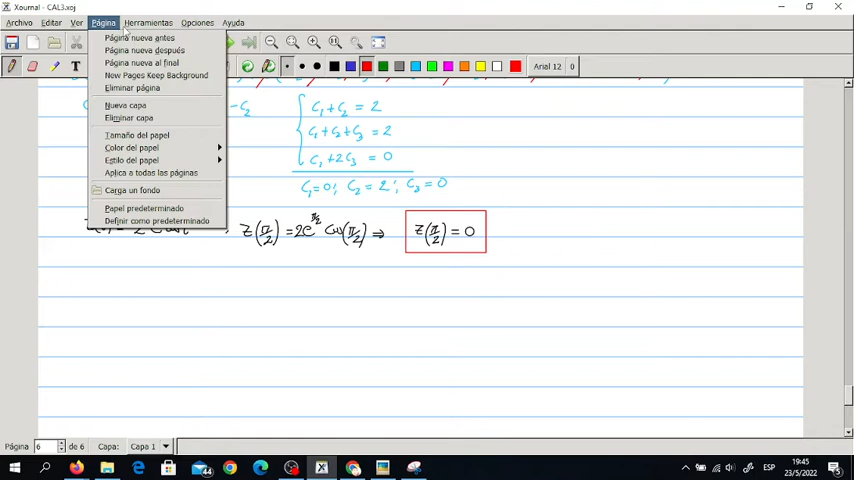 Xournal - CAL3.xoj
Archivo Editar Ver Página Herramientas Opciones Ayuda
Página nueva antes
Página nueva después
Página nueva al final
New Pages Keep Background
Eliminar página
Nueva capa
Eliminar capa
Tamaño del papel
Color del papel
Estilo del papel
Aplica a todas las páginas
Carga un fondo
Papel predeterminado
Definir como predeterminado
Arial 12 0
- C₂
C₁ + C₂ = 2
C₁ + C₂ + C₃ = 2
C₁ + 2C₃ = 0
C₁ = 0; C₂ = 2; C₃ = 0
Z(π/2) = 2e^π/2 Cos(π/2) ⇒ Z(π/2) = 0
Página 6 de 6 Capa: Capa 1
44
ESP
19:45
23/5/2022
5